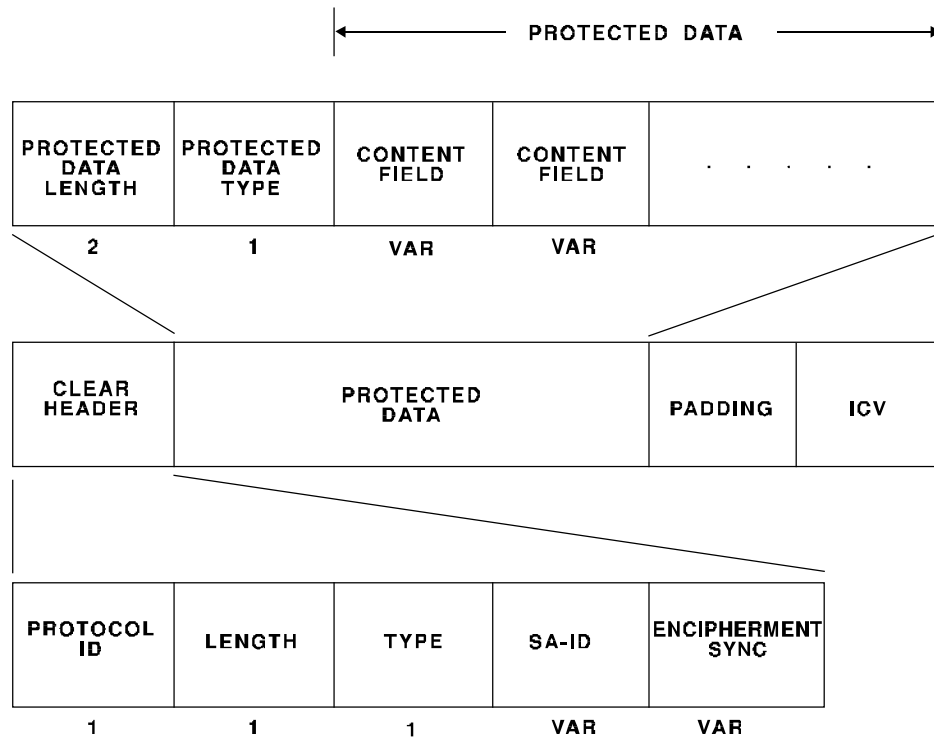 PROTECTED DATA
PROTECTED DATA LENGTH
PROTECTED DATA TYPE
CONTENT FIELD
CONTENT FIELD
. . . . .
2
1
VAR
VAR
CLEAR HEADER
PROTECTED DATA
PADDING
ICV
PROTOCOL ID
LENGTH
TYPE
SA-ID
ENCIPHERMENT SYNC
1
1
1
VAR
VAR